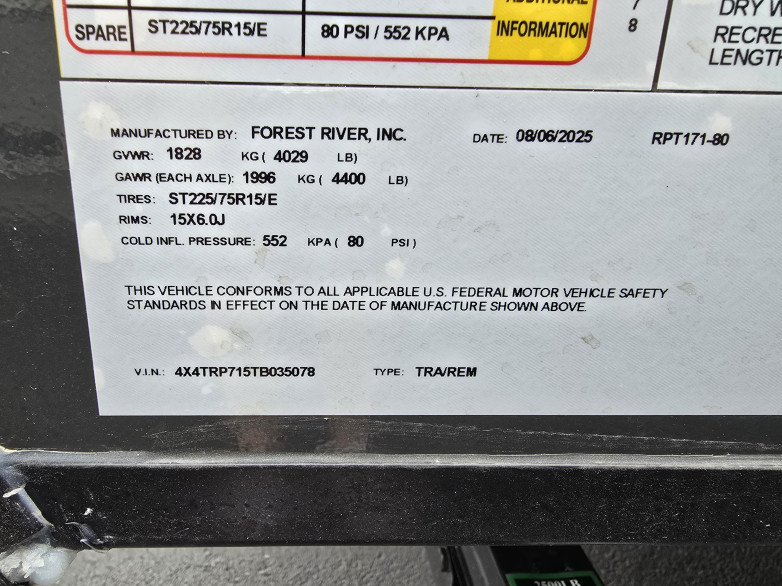 ADDITIONAL
7
DRY
SPARE ST225/75R15/E 80 PSI / 552 KPA INFORMATION 8
RECRE
LENGTH
MANUFACTURED BY: FOREST RIVER, INC. DATE: 08/06/2025 RPT171-80
GVWR: 1828 KG ( 4029 LB)
GAWR (EACH AXLE): 1996 KG ( 4400 LB)
TIRES: ST225/75R15/E
RIMS: 15X6.0J
COLD INFL. PRESSURE: 552 KPA ( 80 PSI )
THIS VEHICLE CONFORMS TO ALL APPLICABLE U.S. FEDERAL MOTOR VEHICLE SAFETY
STANDARDS IN EFFECT ON THE DATE OF MANUFACTURE SHOWN ABOVE.
V.I.N.: 4X4TRP715TB035078 TYPE: TRA/REM